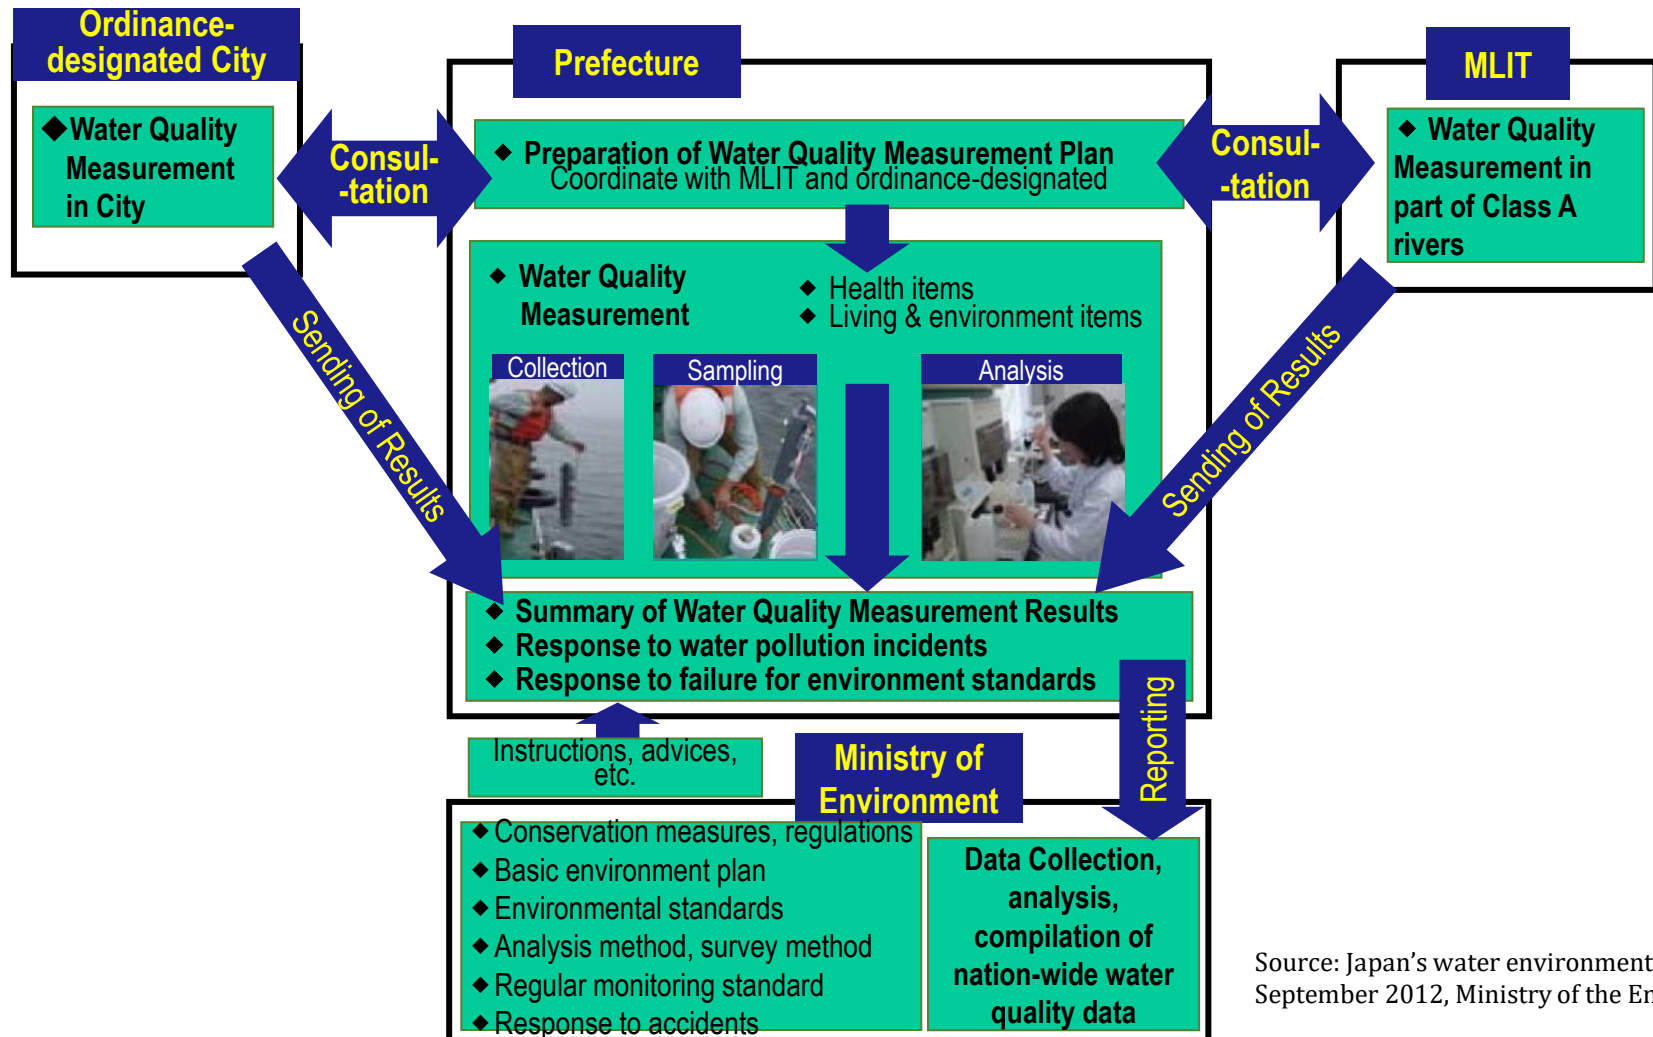 Ordinance-
designated City
◆Water Quality
Measurement
in City
Consul-
-tation
Prefecture
◆ Preparation of Water Quality Measurement Plan
Coordinate with MLIT and ordinance-designated
Consul-
-tation
MLIT
◆ Water Quality
Measurement in
part of Class A
rivers
◆ Water Quality
Measurement
◆ Health items
◆ Living & environment items
Collection
Sampling
Analysis
Sending of Results
Sending of Results
◆ Summary of Water Quality Measurement Results
◆ Response to water pollution incidents
◆ Response to failure for environment standards
Reporting
Instructions, advices,
etc.
Ministry of
Environment
◆ Conservation measures, regulations
◆ Basic environment plan
◆ Environmental standards
◆ Analysis method, survey method
◆ Regular monitoring standard
◆ Response to accidents
Data Collection,
analysis,
compilation of
nation-wide water
quality data
Source: Japan’s water environment
September 2012, Ministry of the En